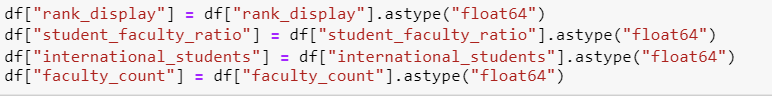 df["rank_display"] = df["rank_display"].astype("float64")
df["student_faculty_ratio"] = df["student_faculty_ratio"].astype("float64")
df["international_students"] = df["international_students"].astype("float64")
df["faculty_count"] = df["faculty_count"].astype("float64")